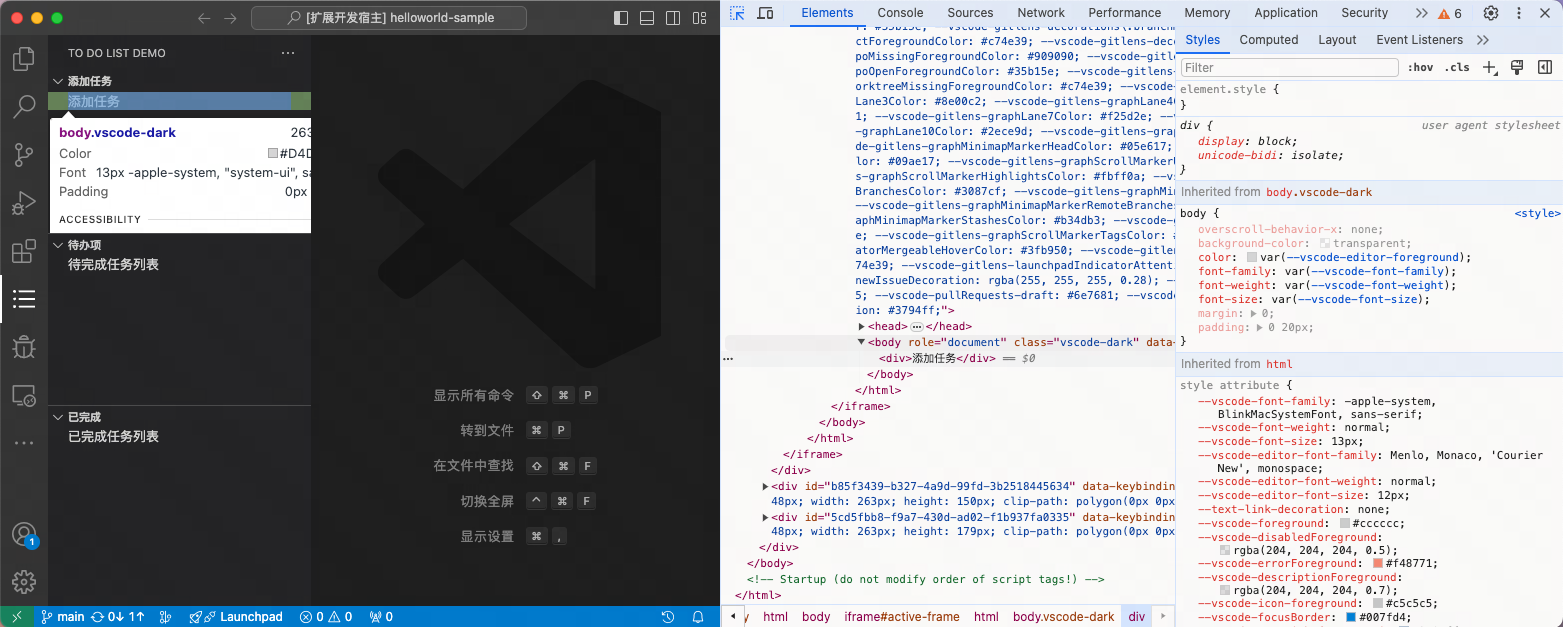 [扩展开发宿主] helloworld-sample
TO DO LIST DEMO
添加任务
添加任务
body.vscode-dark 263
Color #D4D
Font 13px -apple-system, "system-ui", sa
Padding 0px
ACCESSIBILITY
待办项
待完成任务列表
已完成
已完成任务列表
显示所有命令 ⇧ ⌘ P
转到文件 ⌘ P
在文件中查找 ⇧ ⌘ F
切换全屏 ^ ⌘ F
显示设置 ⌘ ,
1
main 0↓ 1↑ Launchpad 0 0 0
Elements Console Sources Network Performance Memory Application Security 6
ctForegroundColor: #c74e39; --vscode-gitlens-deco
poMissingForegroundColor: #909090; --vscode-gitle
poOpenForegroundColor: #35b15e; --vscode-gitlens-
orktreeMissingForegroundColor: #c74e39; --vscode-
Lane3Color: #8e00c2; --vscode-gitlens-graphLane4C
1; --vscode-gitlens-graphLane7Color: #f25d2e; --v
-graphLane10Color: #2ece9d; --vscode-gitlens-grap
de-gitlens-graphMinimapMarkerHeadColor: #05e617;
lor: #09ae17; --vscode-gitlens-graphScrollMarkerU
s-graphScrollMarkerHighlightsColor: #fbff0a; --vs
BranchesColor: #3087cf; --vscode-gitlens-graphMin
--vscode-gitlens-graphMinimapMarkerRemoteBranches
aphMinimapMarkerStashesColor: #b34db3; --vscode-g
e; --vscode-gitlens-graphScrollMarkerTagsColor: #
atorMergeableHoverColor: #3fb950; --vscode-gitlen
74e39; --vscode-gitlens-launchpadIndicatorAttenti
newIssueDecoration: rgba(255, 255, 255, 0.28); --
5; --vscode-pullRequests-draft: #6e7681; --vscode
ion: #3794ff;">
<head> ⋯ </head>
<body role="document" class="vscode-dark" data-
<div>添加任务</div> == $0
</body>
</html>
</iframe>
</body>
</html>
</iframe>
</div>
<div id="b85f3439-b327-4a9d-99fd-3b2518445634" data-keybinding
48px; width: 263px; height: 150px; clip-path: polygon(0px 0px
<div id="5cd5fbb8-f9a7-430d-ad02-f1b937fa0335" data-keybinding
48px; width: 263px; height: 179px; clip-path: polygon(0px 0px
</div>
</body>
<!-- Startup (do not modify order of script tags!) -->
</html>
y html body iframe#active-frame html body.vscode-dark div
Styles Computed Layout Event Listeners
Filter :hov .cls
element.style {
}
div { user agent stylesheet
display: block;
unicode-bidi: isolate;
}
Inherited from body.vscode-dark
body { <style>
overscroll-behavior-x: none;
background-color: transparent;
color: var(--vscode-editor-foreground);
font-family: var(--vscode-font-family);
font-weight: var(--vscode-font-weight);
font-size: var(--vscode-font-size);
margin: 0;
padding: 0 20px;
}
Inherited from html
style attribute {
--vscode-font-family: -apple-system,
BlinkMacSystemFont, sans-serif;
--vscode-font-weight: normal;
--vscode-font-size: 13px;
--vscode-editor-font-family: Menlo, Monaco, 'Courier
New', monospace;
--vscode-editor-font-weight: normal;
--vscode-editor-font-size: 12px;
--text-link-decoration: none;
--vscode-foreground: #cccccc;
--vscode-disabledForeground:
rgba(204, 204, 204, 0.5);
--vscode-errorForeground: #f48771;
--vscode-descriptionForeground:
rgba(204, 204, 204, 0.7);
--vscode-icon-foreground: #c5c5c5;
--vscode-focusBorder: #007fd4;